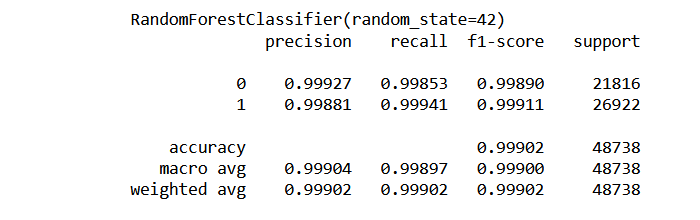 RandomForestClassifier(random_state=42)
precision recall f1-score support
0 0.99927 0.99853 0.99890 21816
1 0.99881 0.99941 0.99911 26922
accuracy 0.99902 48738
macro avg 0.99904 0.99897 0.99900 48738
weighted avg 0.99902 0.99902 0.99902 48738